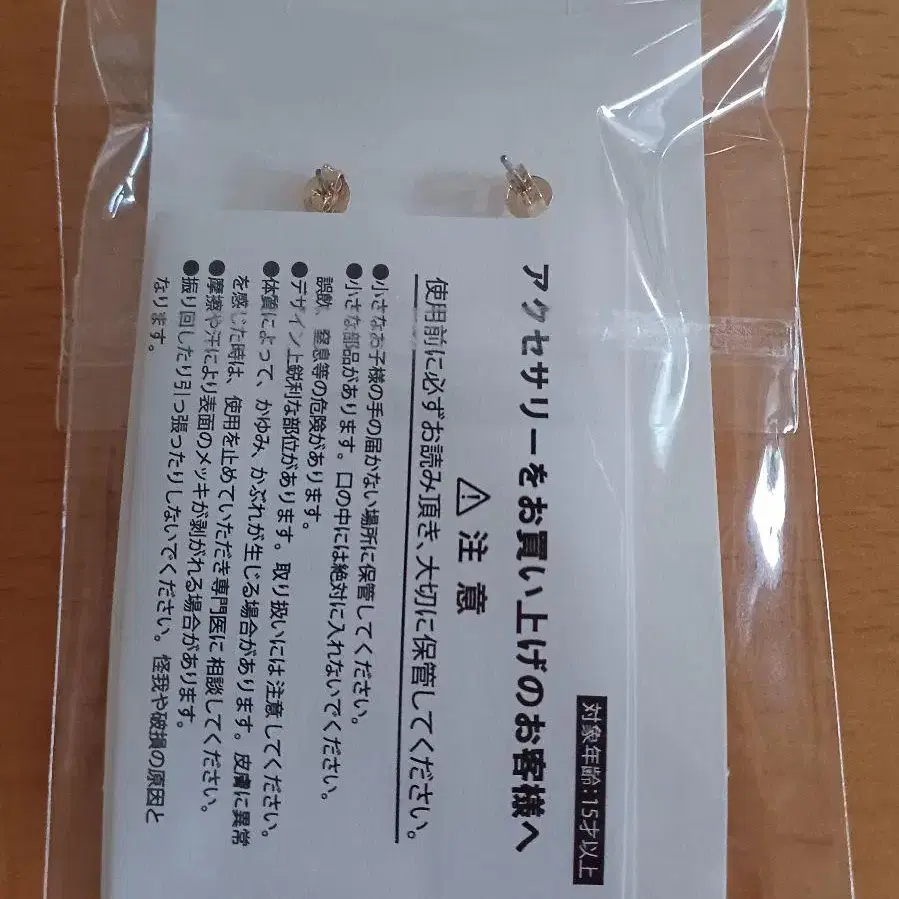 対象年齢:15才以上
アクセサリーをお買い上げのお客様へ
⚠ 注意
使用前に必ずお読み頂き、大切に保管してください。
●小さなお子様の手の届かない場所に保管してください。
●小さな部品があります。口の中には絶対に入れないでください。
誤飲、窒息等の危険があります。
●デザイン上鋭利な部位があります。取り扱いには注意してください。
●体質によって、かゆみ、かぶれが生じる場合があります。皮膚に異常
を感じた時は、使用を止めていただき専門医に相談してください。
●摩擦や汗により表面のメッキが剥がれる場合があります。
●振り回したり引っ張ったりしないでください。怪我や破損の原因と
なります。